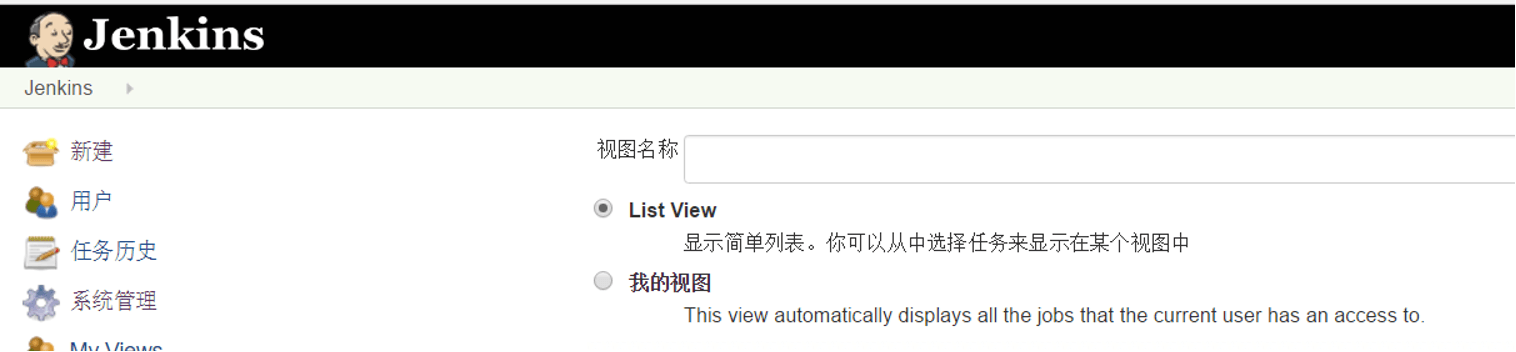 Jenkins
Jenkins
新建
用户
任务历史
系统管理
My Views
视图名称
List View
显示简单列表。你可以从中选择任务来显示在某个视图中
我的视图
This view automatically displays all the jobs that the current user has an access to.